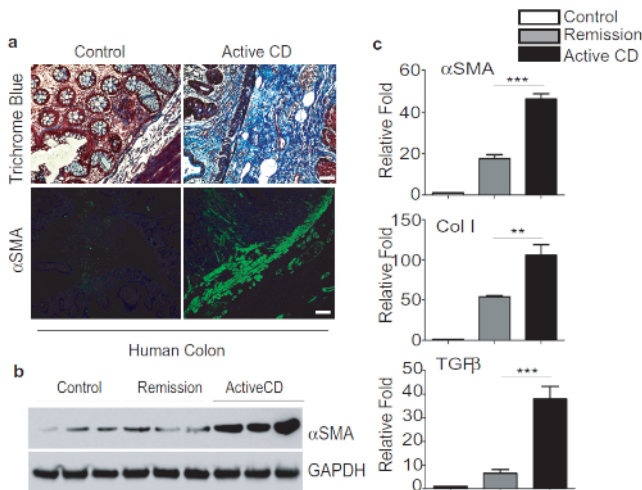 Control
Remission
Active CD
a
Control
Active CD
Trichrome Blue
αSMA
Human Colon
b
Control
Remission
ActiveCD
αSMA
GAPDH
c
αSMA
***
Relative Fold
60
40
20
0
Col I
**
Relative Fold
150
100
50
0
TGFβ
***
Relative Fold
50
40
30
20
10
0